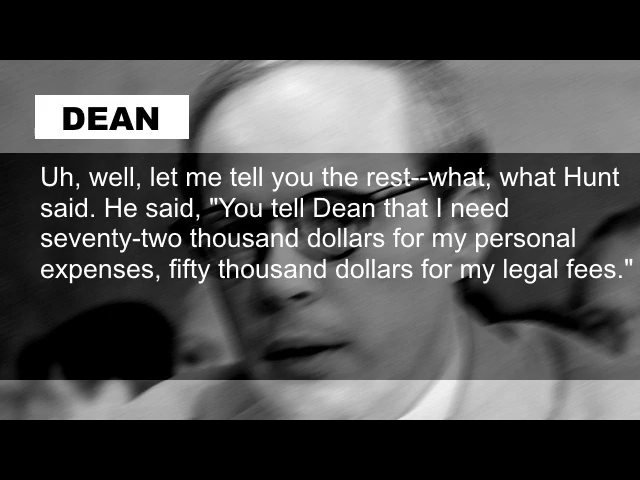 DEAN
Uh, well, let me tell you the rest--what, what Hunt
said. He said, "You tell Dean that I need
seventy-two thousand dollars for my personal
expenses, fifty thousand dollars for my legal fees."